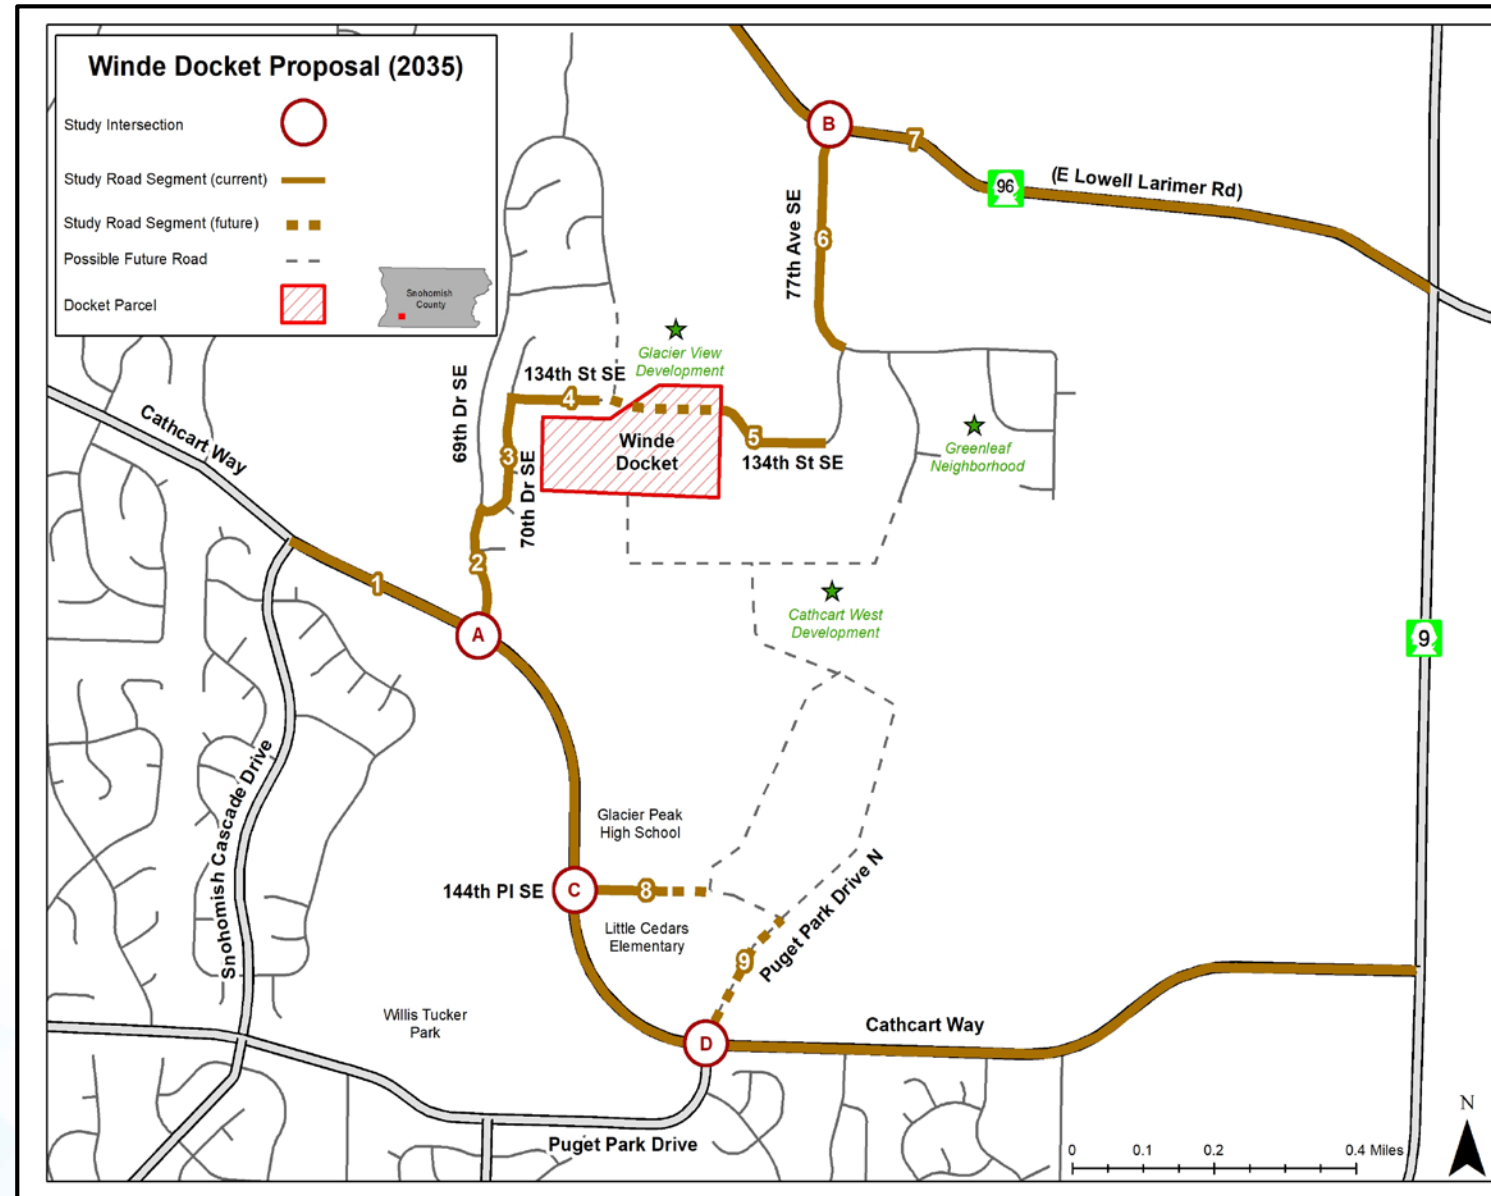 Winde Docket Proposal (2035)
Study Intersection
Study Road Segment (current)
Study Road Segment (future)
Possible Future Road
Docket Parcel
Snohomish
County
B
7
(E Lowell Larimer Rd)
96
77th Ave SE
6
Glacier View
Development
134th St SE
4
69th Dr SE
Cathcart Way
3
70th Dr SE
Winde
Docket
5
134th St SE
Greenleaf
Neighborhood
1
2
A
Cathcart West
Development
9
Snohomish Cascade Drive
Glacier Peak
High School
144th Pl SE
C
8
Little Cedars
Elementary
9
Puget Park Drive N
Willis Tucker
Park
D
Cathcart Way
Puget Park Drive
N
0 0.1 0.2 0.4 Miles